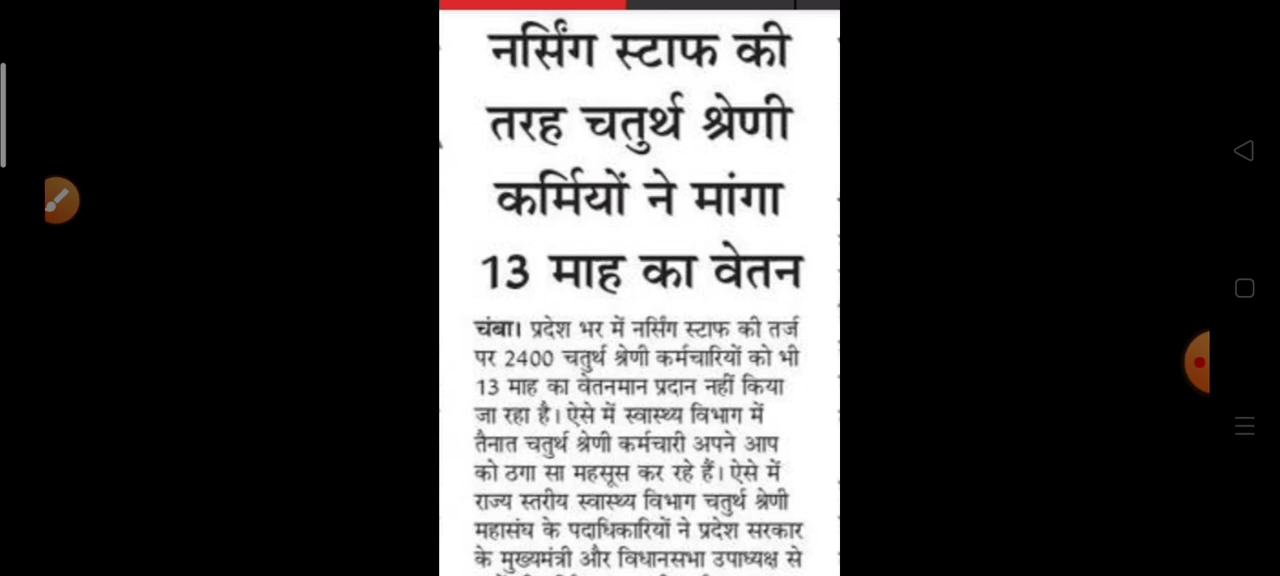 नर्सिंग स्टाफ की
तरह चतुर्थ श्रेणी
कर्मियों ने मांगा
13 माह का वेतन
चंबा। प्रदेश भर में नर्सिंग स्टाफ की तर्ज
पर 2400 चतुर्थ श्रेणी कर्मचारियों को भी
13 माह का वेतनमान प्रदान नहीं किया
जा रहा है। ऐसे में स्वास्थ्य विभाग में
तैनात चतुर्थ श्रेणी कर्मचारी अपने आप
को ठगा सा महसूस कर रहे हैं। ऐसे में
राज्य स्तरीय स्वास्थ्य विभाग चतुर्थ श्रेणी
महासंघ के पदाधिकारियों ने प्रदेश सरकार
के मुख्यमंत्री और विधानसभा उपाध्यक्ष से